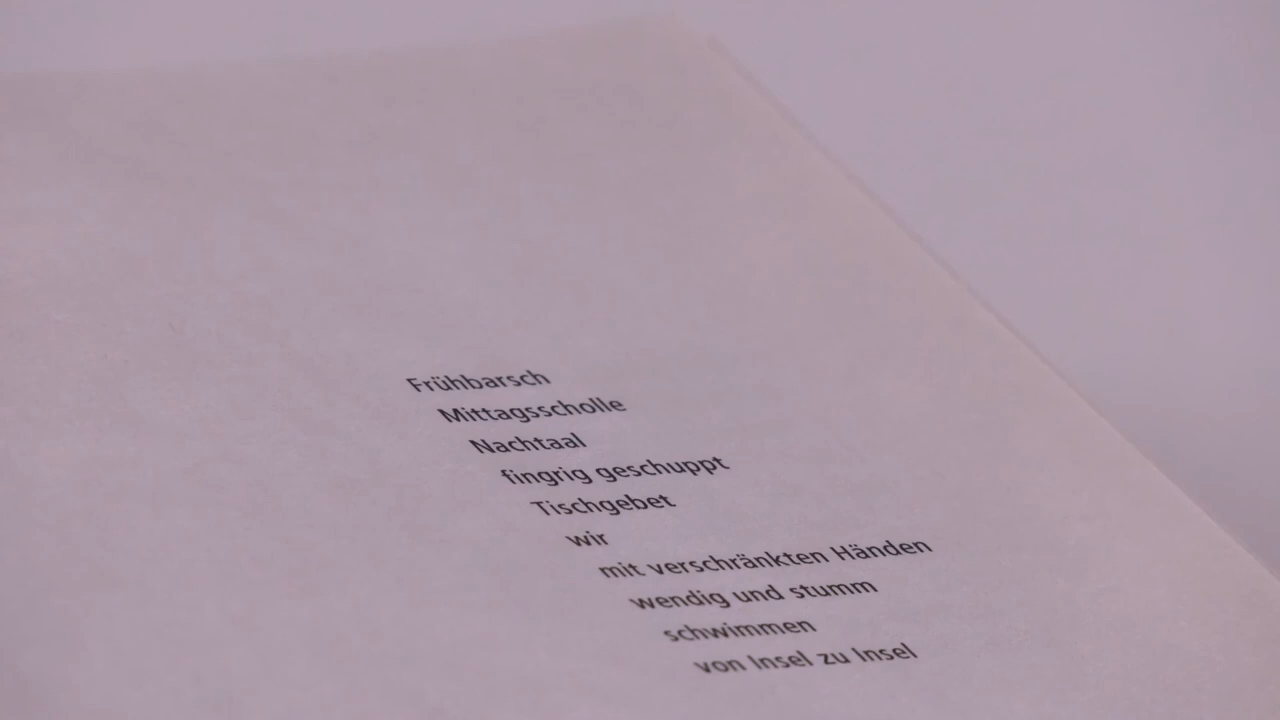 Frühbarsch
Mittagsscholle
Nachtaal
fingrig geschuppt
Tischgebet
wir
mit verschränkten Händen
wendig und stumm
schwimmen
von Insel zu Insel